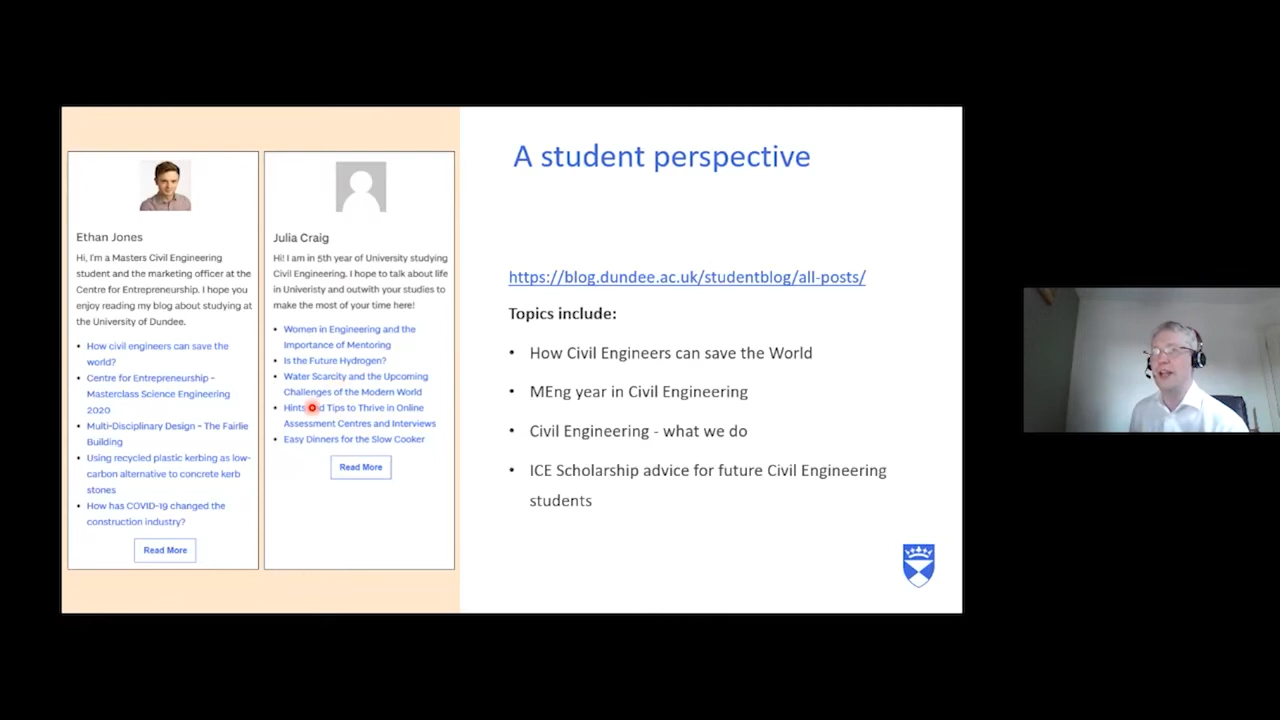 Ethan Jones
Hi, I'm a Masters Civil Engineering
student and the marketing officer at the
Centre for Entrepreneurship. I hope you
enjoy reading my blog about studying at
the University of Dundee.
• How civil engineers can save the
world?
• Centre for Entrepreneurship -
Masterclass Science Engineering
2020
• Multi-Disciplinary Design - The Fairlie
Building
• Using recycled plastic kerbing as low-
carbon alternative to concrete kerb
stones
• How has COVID-19 changed the
construction industry?
Read More
Julia Craig
Hi! I am in 5th year of University studying
Civil Engineering. I hope to talk about life
in Univeristy and outwith your studies to
make the most of your time here!
• Women in Engineering and the
Importance of Mentoring
• Is the Future Hydrogen?
• Water Scarcity and the Upcoming
Challenges of the Modern World
• Hints Tips to Thrive in Online
Assessment Centres and Interviews
• Easy Dinners for the Slow Cooker
Read More
A student perspective
https://blog.dundee.ac.uk/studentblog/all-posts/
Topics include:
• How Civil Engineers can save the World
• MEng year in Civil Engineering
• Civil Engineering - what we do
• ICE Scholarship advice for future Civil Engineering
students